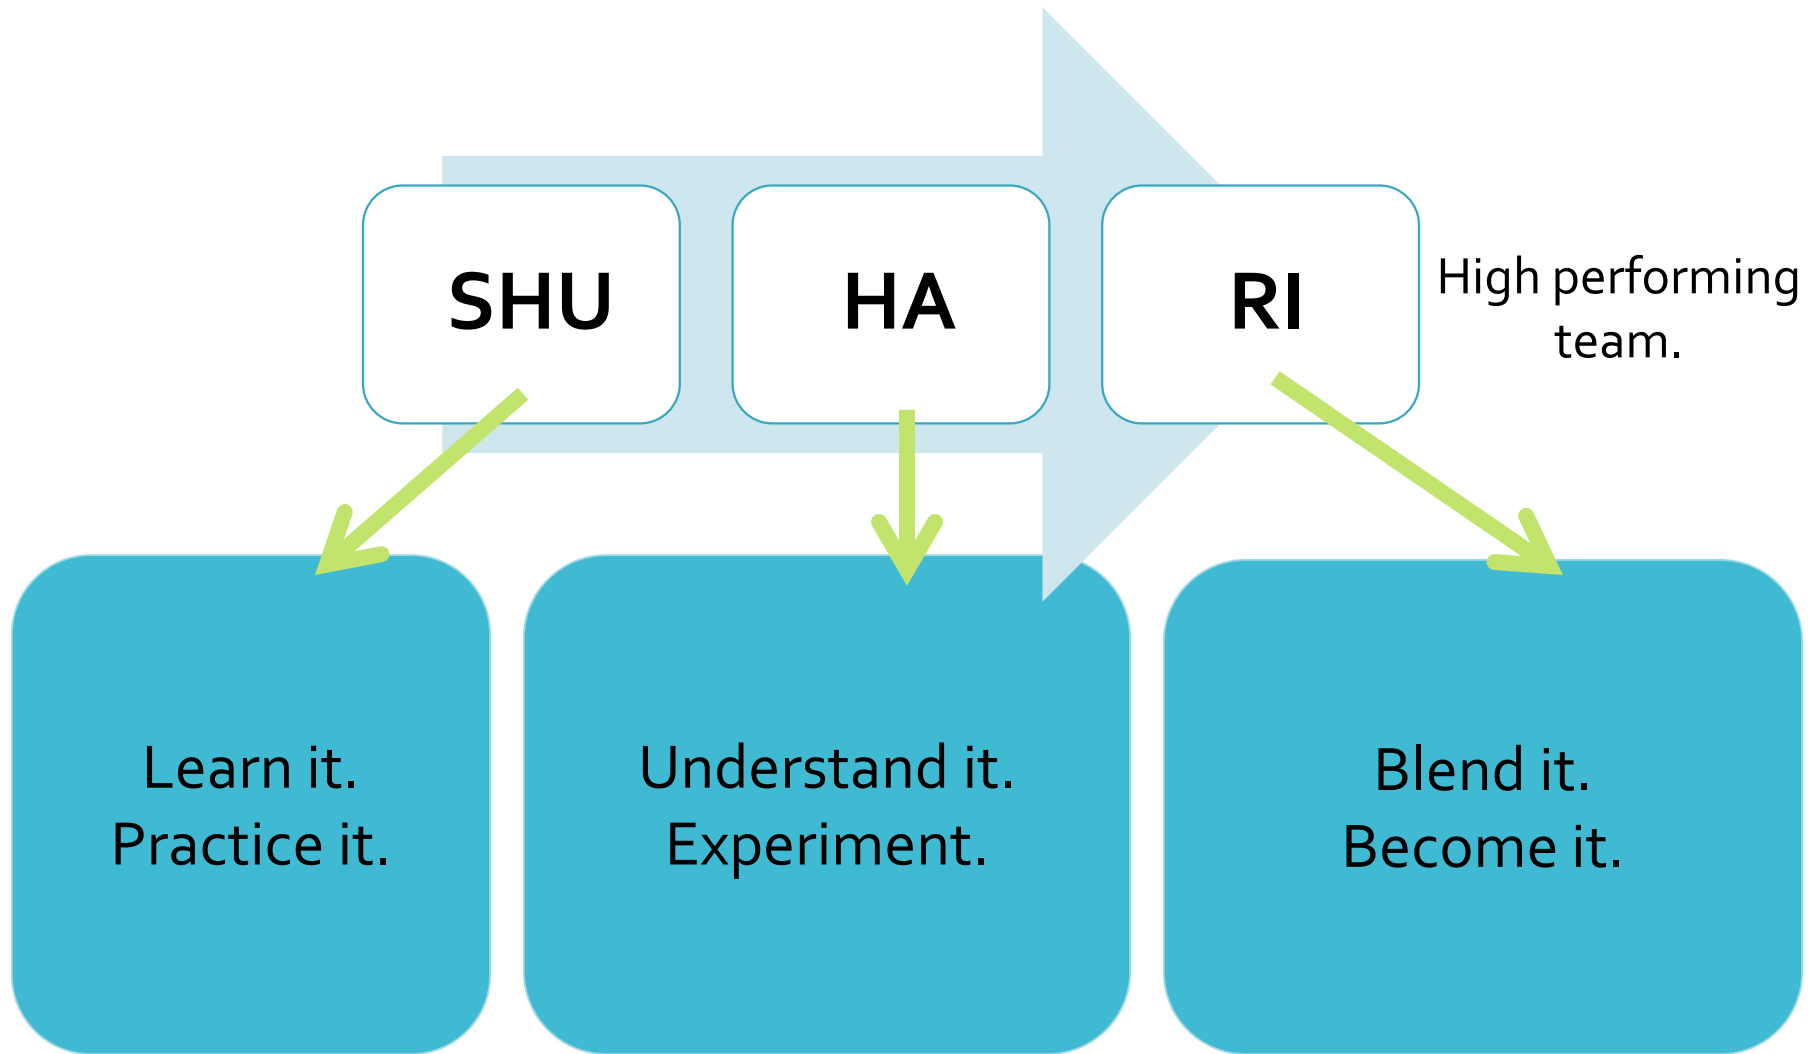 SHU
HA
RI
High performing
team.
Learn it.
Practice it.
Understand it.
Experiment.
Blend it.
Become it.